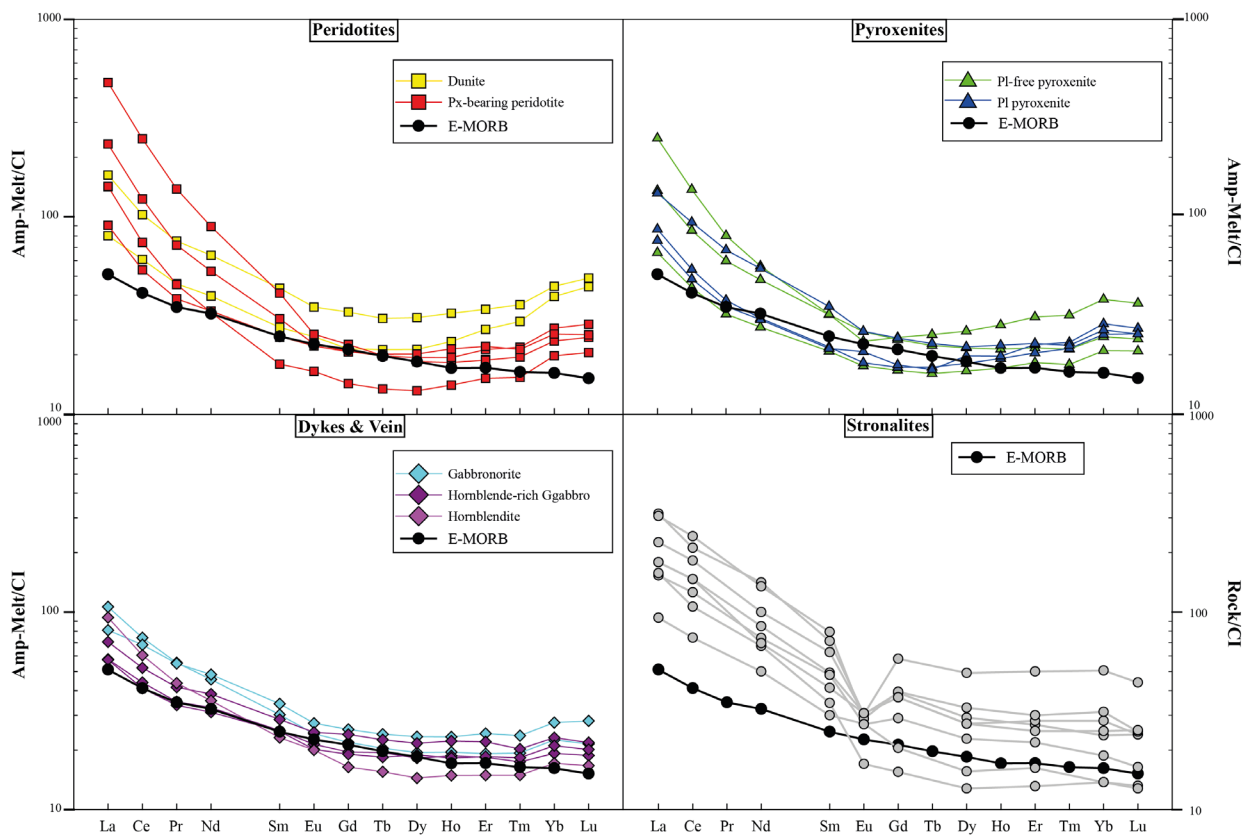 1000
Peridotites
Dunite
Px-bearing peridotite
E-MORB
100
Amp-Melt/CI
10
Pyroxenites
1000
Pl-free pyroxenite
Pl pyroxenite
E-MORB
Amp-Melt/CI
100
10
1000
Dykes & Vein
Gabbronorite
Hornblende-rich Ggabbro
Hornblendite
E-MORB
Amp-Melt/CI
100
10
Stronalites
1000
E-MORB
Rock/CI
100
10
La Ce Pr Nd Sm Eu Gd Tb Dy Ho Er Tm Yb Lu
La Ce Pr Nd Sm Eu Gd Tb Dy Ho Er Tm Yb Lu